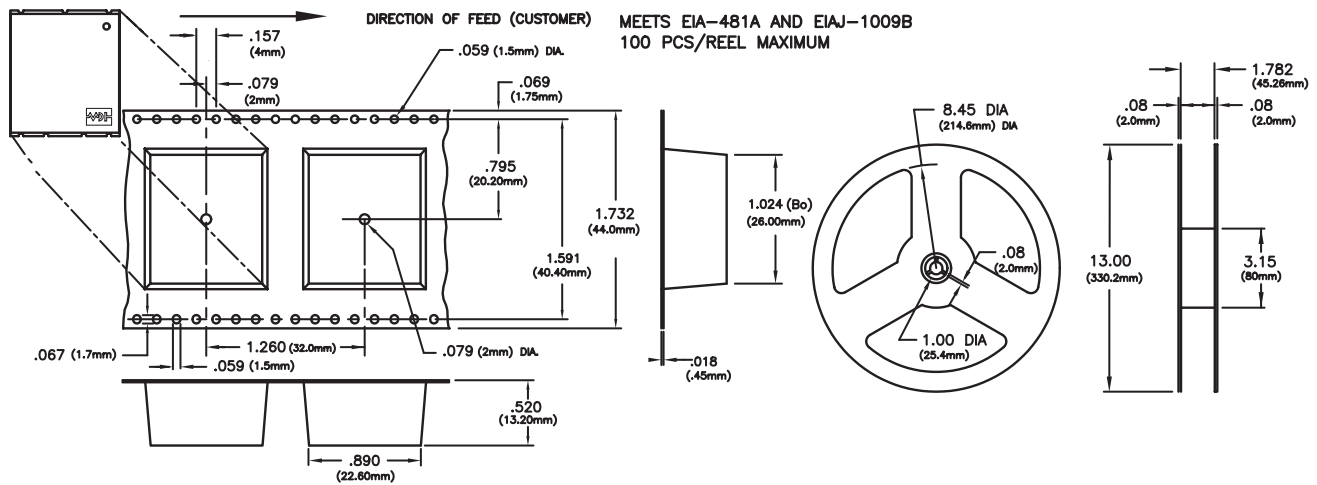 DIRECTION OF FEED (CUSTOMER)
MEETS EIA-481A AND EIAJ-1009B
100 PCS/REEL MAXIMUM
.157
(4mm)
.059 (1.5mm) DIA.
.079
(2mm)
.069
(1.75mm)
.795
(20.20mm)
1.732
(44.0mm)
1.591
(40.40mm)
.067 (1.7mm)
1.260 (32.0mm)
.059 (1.5mm)
.079 (2mm) DIA.
.520
(13.20mm)
.890
(22.60mm)
1.024 (Bo)
(26.00mm)
.018
(.45mm)
8.45 DIA
(214.6mm) DIA
.08
(2.0mm)
1.00 DIA
(25.4mm)
1.782
(45.26mm)
.08
(2.0mm)
.08
(2.0mm)
13.00
(330.2mm)
3.15
(80mm)